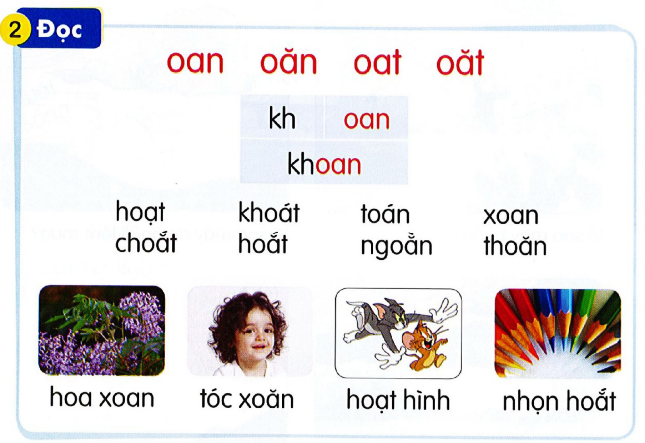 2 Đọc
oan oăn oat oăt
kh oan
khoan
hoạt khoát toán xoan
choắt hoắt ngoằn thoăn
hoa xoan tóc xoăn hoạt hình nhọn hoắt